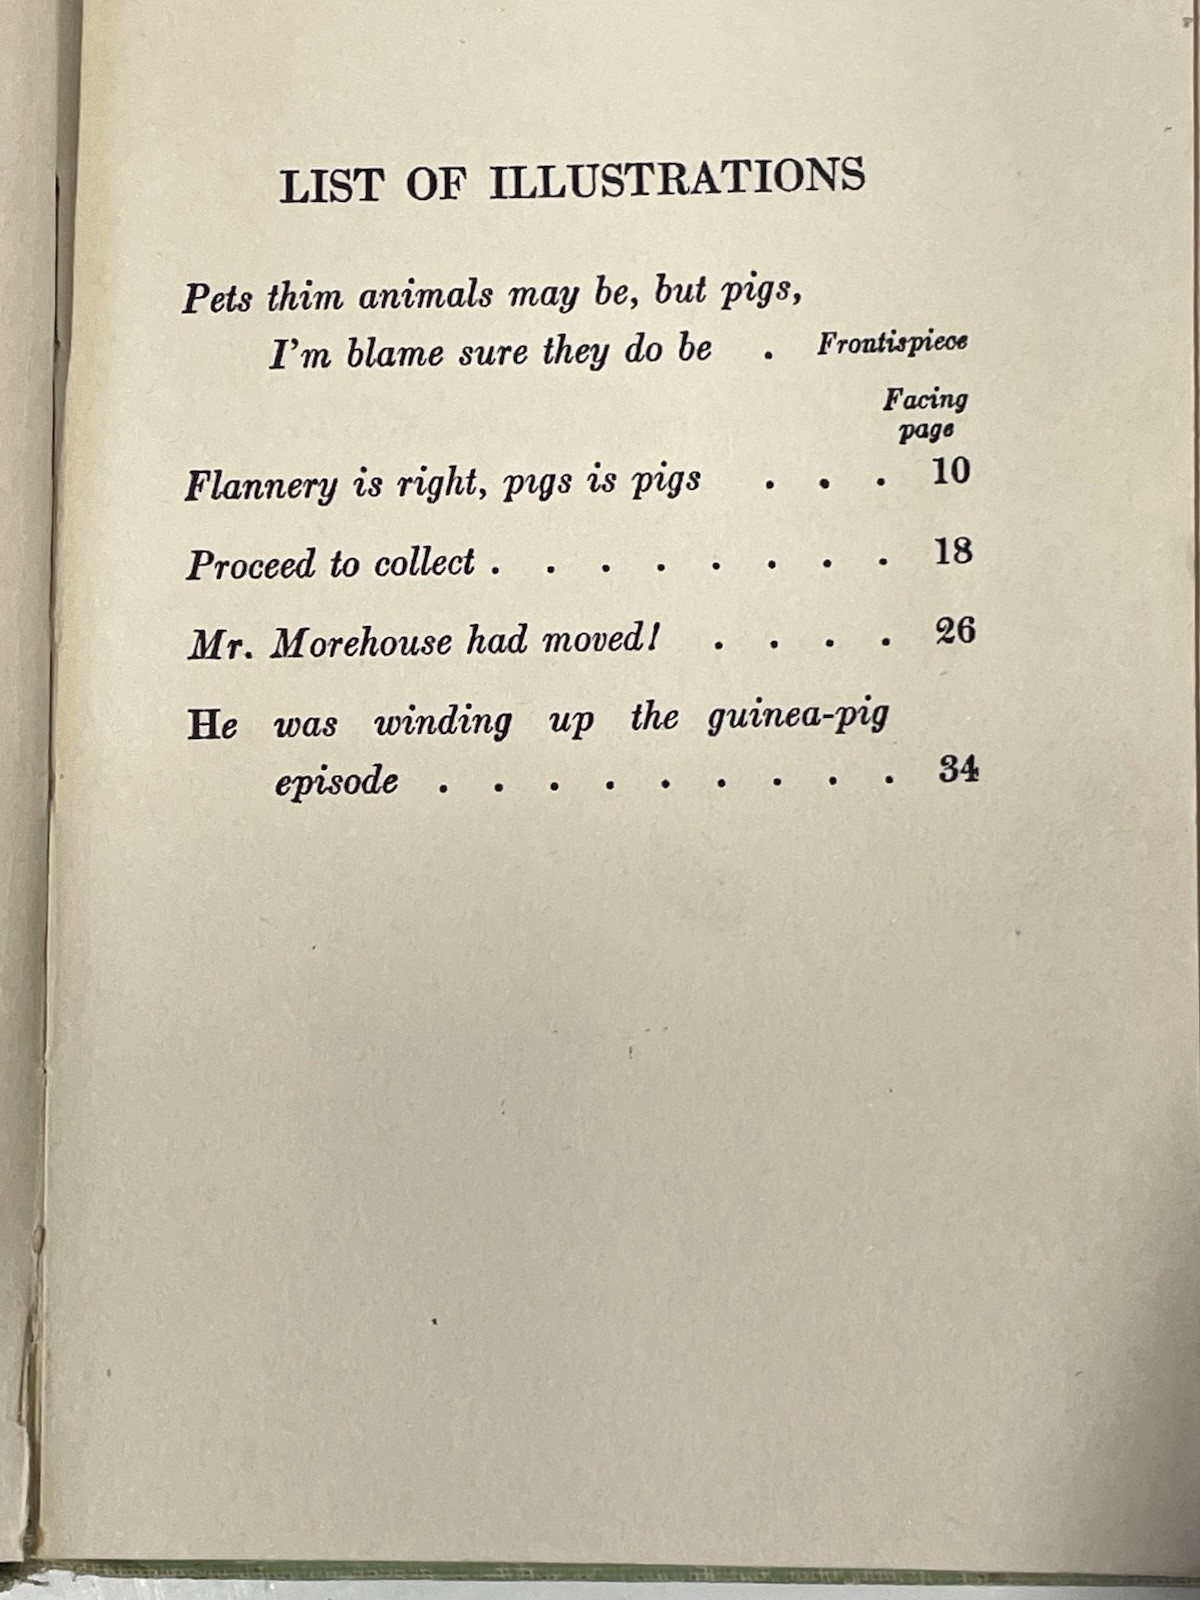 LIST OF ILLUSTRATIONS
Pets thim animals may be, but pigs,
I'm blame sure they do be . Frontispiece
Facing
page
Flannery is right, pigs is pigs . . . 10
Proceed to collect . . . . . . . . 18
Mr. Morehouse had moved! . . . . 26
He was winding up the guinea-pig
episode . . . . . . . . . 34